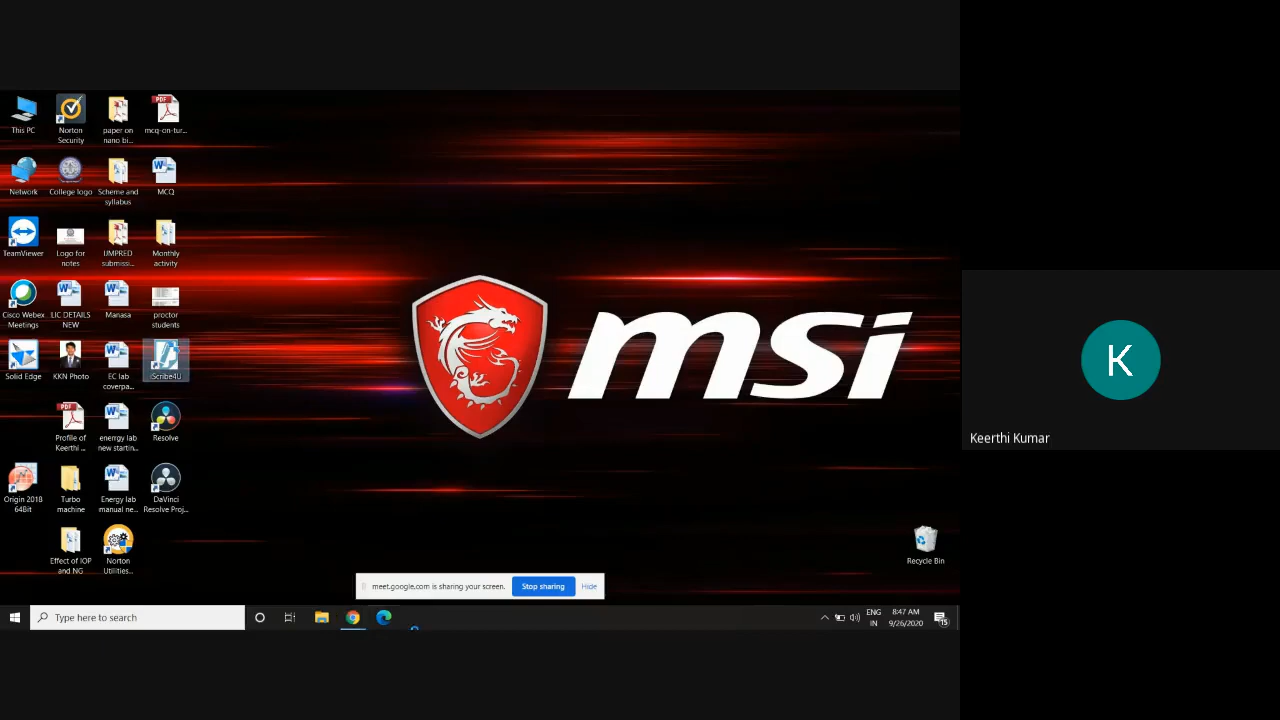 This PC
Norton
Security
paper on
nano bi...
mcq-on-tur...
Network
College logo
Scheme and
syllabus
MCQ
TeamViewer
Logo for
notes
UMPRED
submissi...
Monthly
activity
Cisco Webex
Meetings
LIC DETAILS
NEW
Manasa
proctor
students
Solid Edge
KKN Photo
EC lab
coverpa...
iScribe4U
Profile of
Keerthi ...
enerrgy lab
new startin...
Resolve
Origin 2018
64Bit
Turbo
machine
Energy lab
manual ne...
DaVinci
Resolve Proj...
Effect of IOP
and NG
Norton
Utilities...
msi
Recycle Bin
meet.google.com is sharing your screen.
Stop sharing
Hide
Type here to search
ENG
IN
8:47 AM
9/26/2020
15
K
Keerthi Kumar